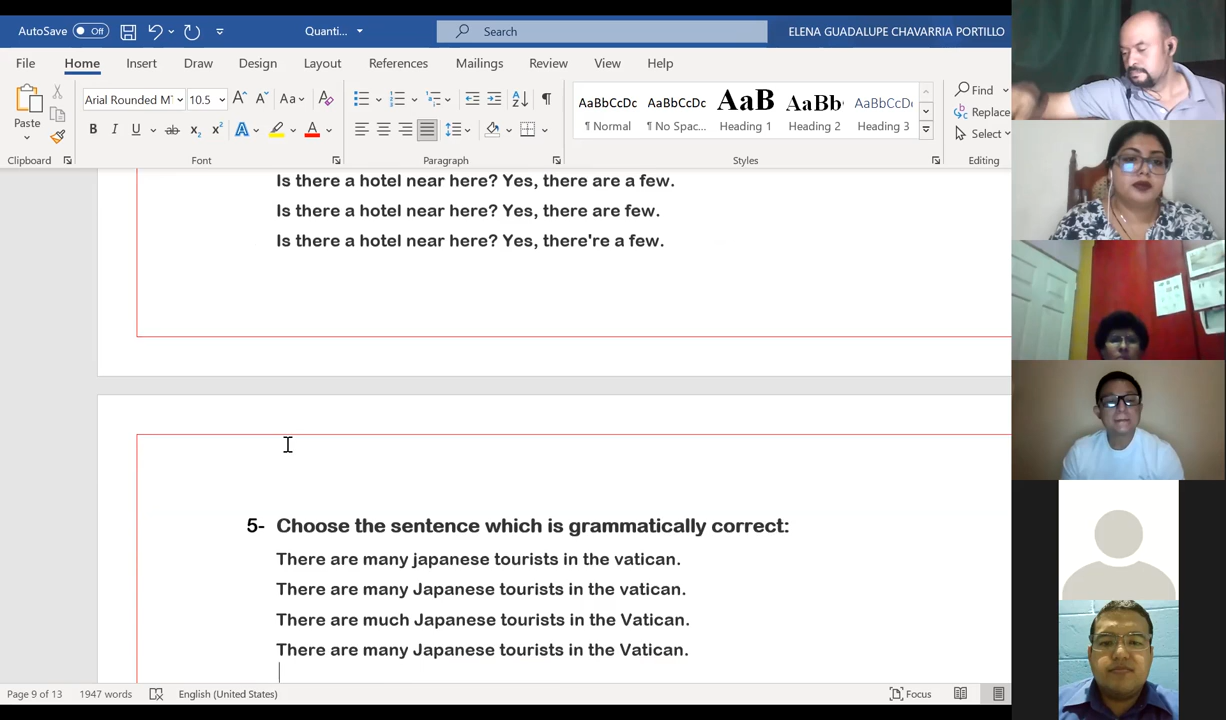 AutoSave Off Quanti... Search ELENA GUADALUPE CHAVARRIA PORTILLO
File Home Insert Draw Design Layout References Mailings Review View Help
Paste
Arial Rounded M 10.5 A A Aa A
B I U ab x₂ x² A A
AaBbCcDc AaBbCcDc AaB AaBb AaBbCcDc
¶ Normal ¶ No Spac... Heading 1 Heading 2 Heading 3
Find
Replace
Select
Clipboard Font Paragraph Styles Editing
Is there a hotel near here? Yes, there are a few.
Is there a hotel near here? Yes, there are few.
Is there a hotel near here? Yes, there're a few.
5- Choose the sentence which is grammatically correct:
There are many japanese tourists in the vatican.
There are many Japanese tourists in the vatican.
There are much Japanese tourists in the Vatican.
There are many Japanese tourists in the Vatican.
Page 9 of 13 1947 words English (United States) Focus